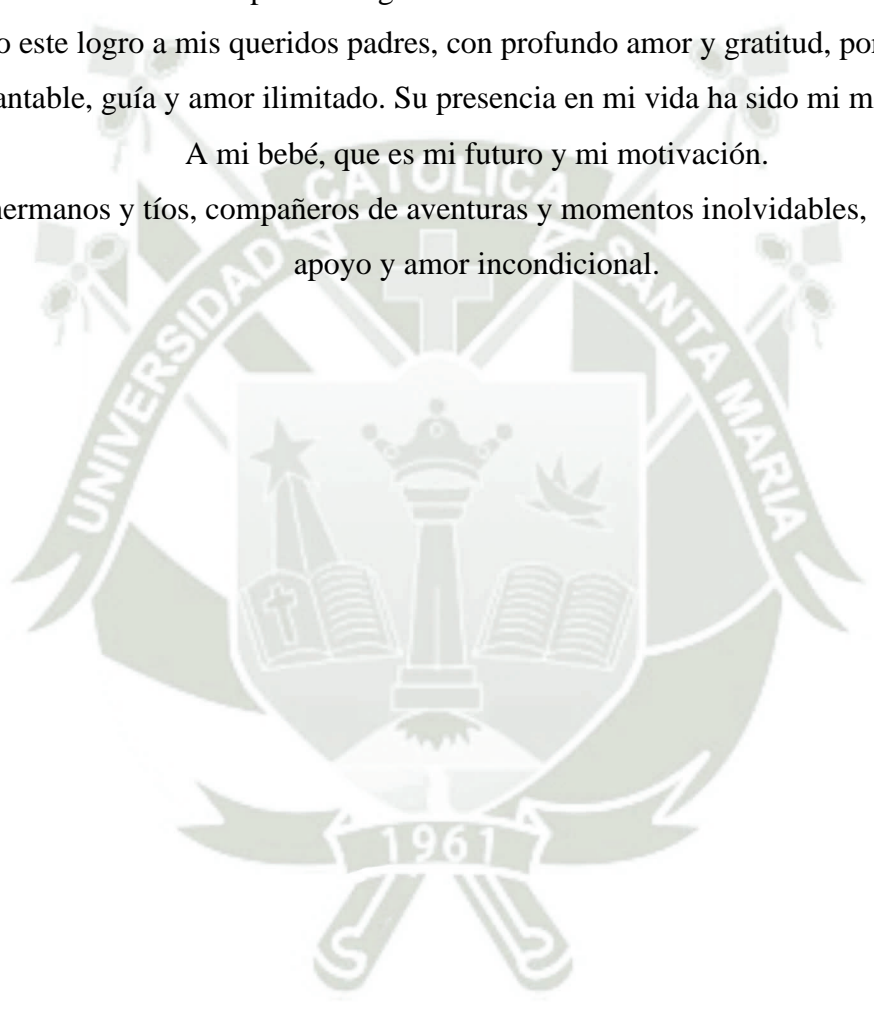 este logro a mis queridos padres, con profundo amor y gratitud, por
guía y amor ilimitado. Su presencia en mi vida ha sido mi
A mi bebé, que es mi futuro y mi motivación.
hermanos y tíos, compañeros de aventuras y momentos inolvidables,
apoyo y amor incondicional.
UNIVERSIDAD CATOLICA SANTA MARIA
1961